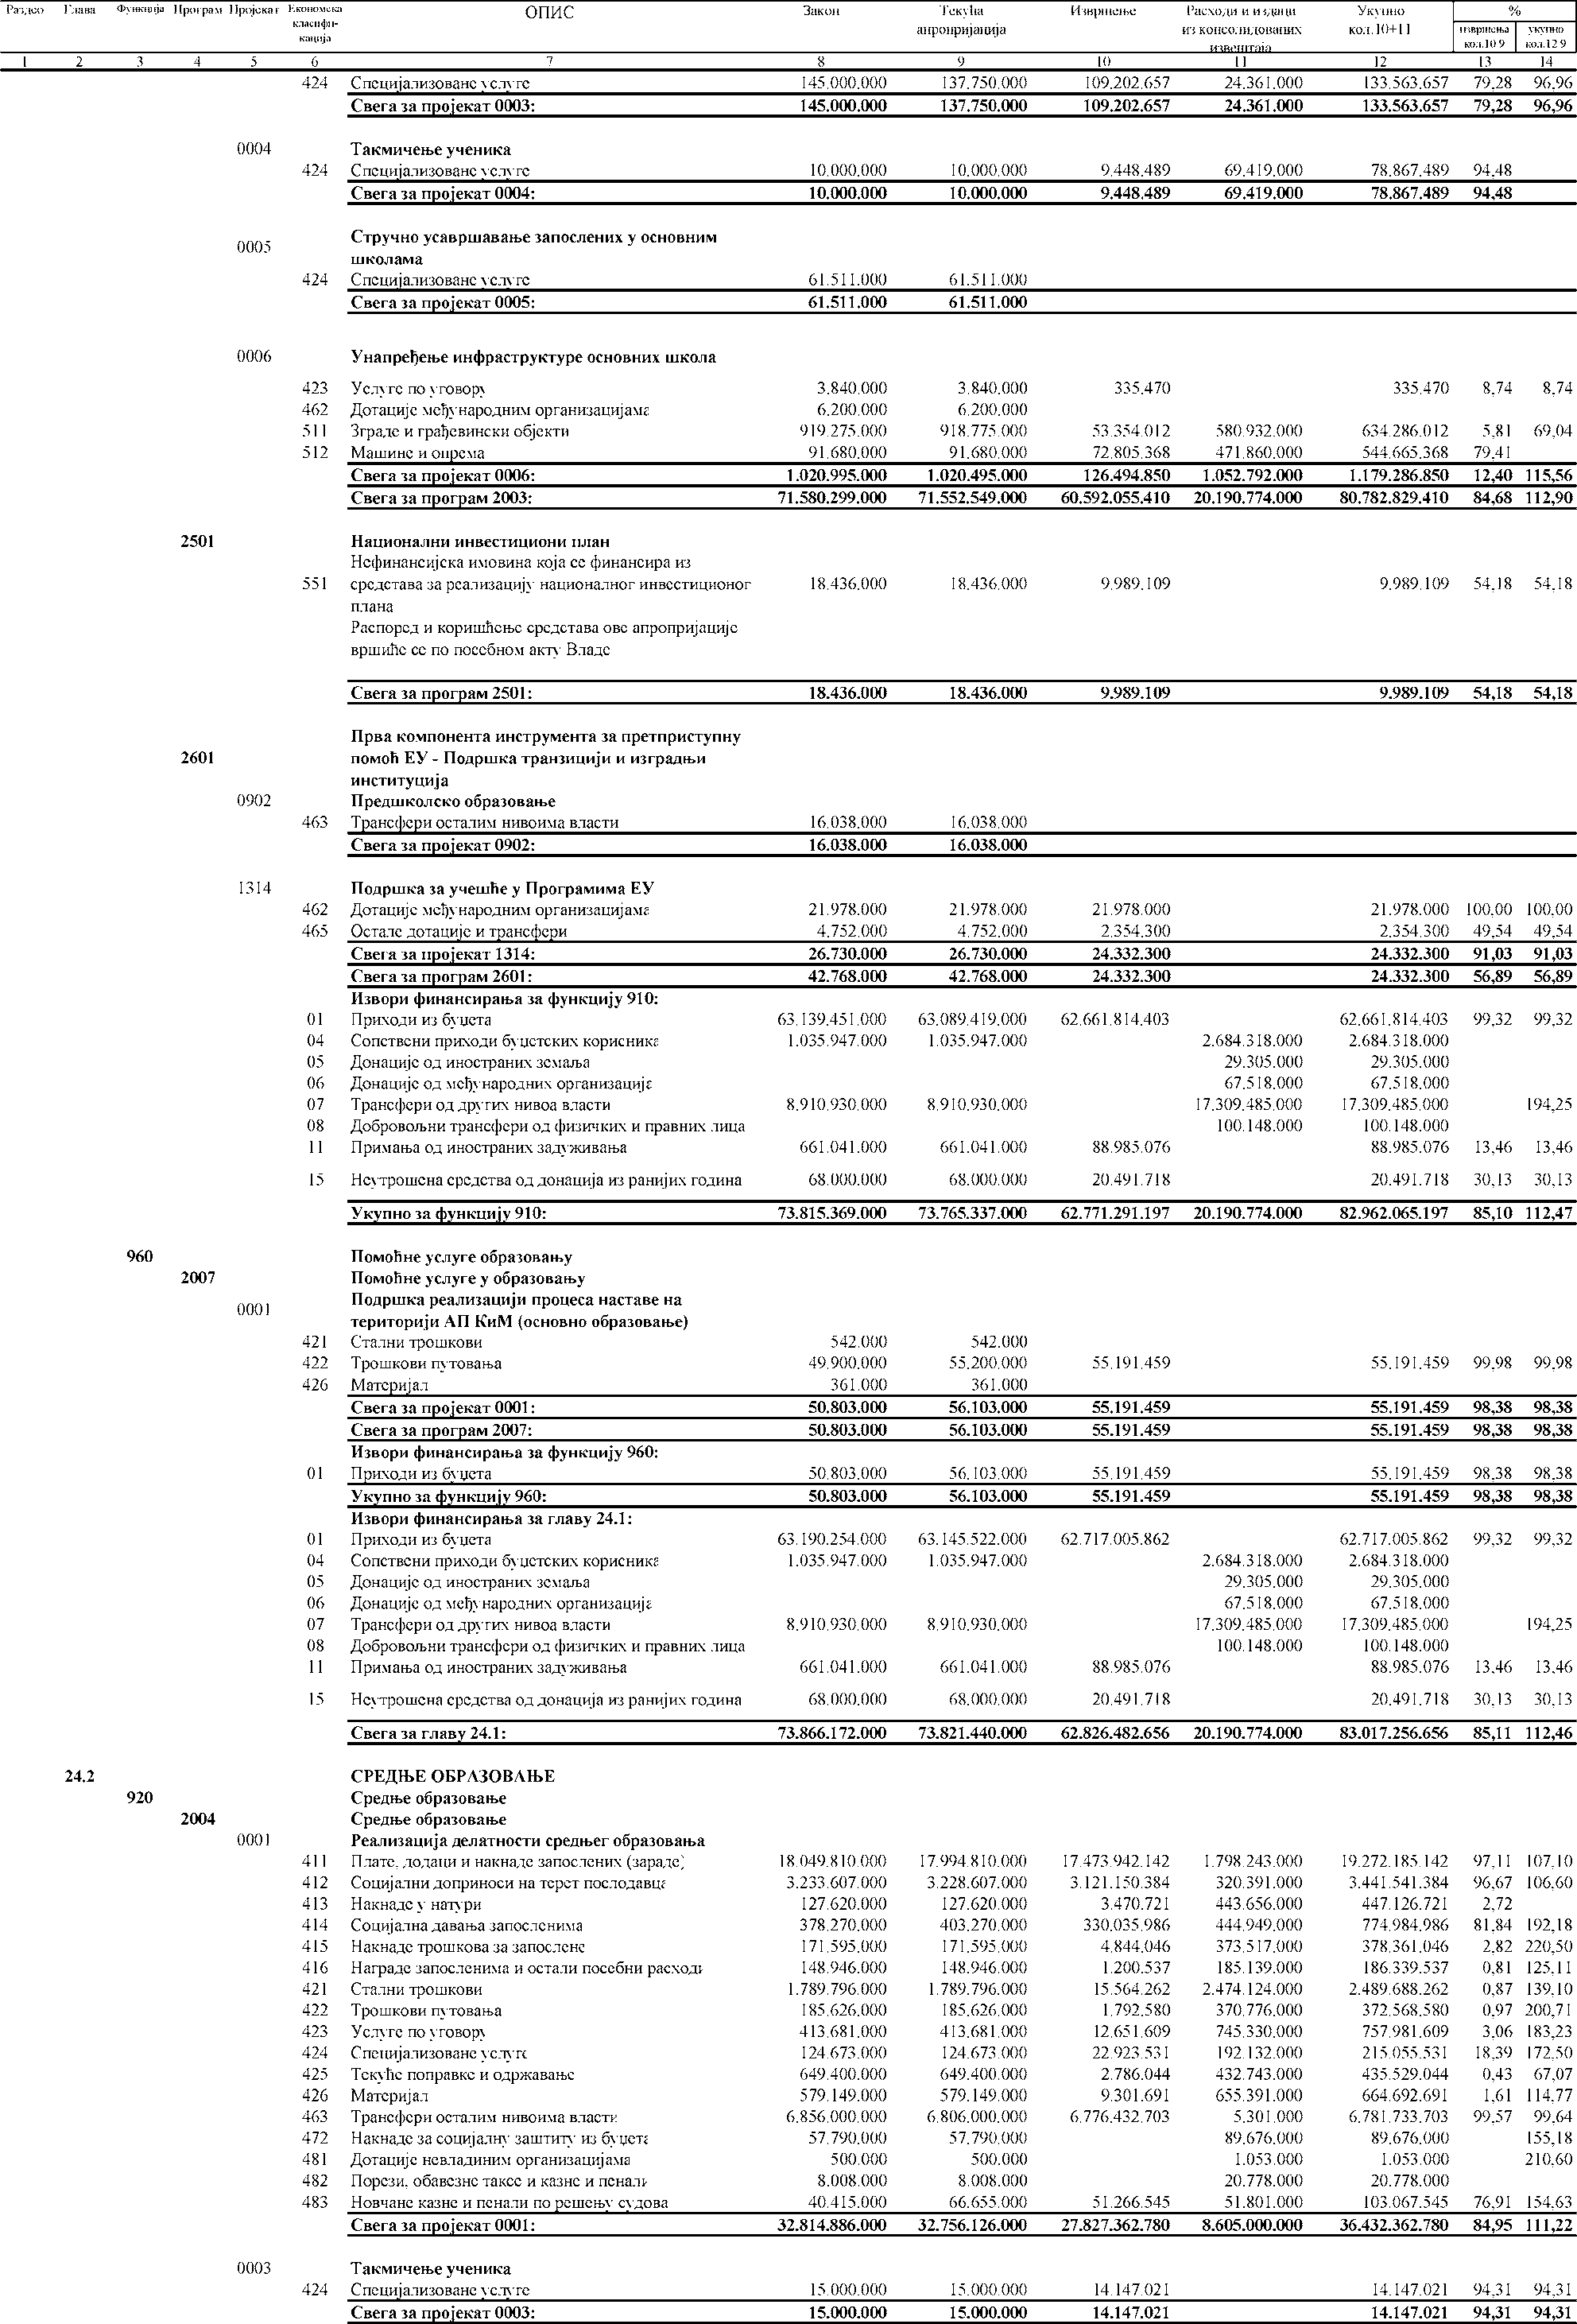 Раздео Глава Функција Програм Пројекат Економска класифи-кација ОПИС Закон Текућа апропријација Извршење Расходи и издаци из консолидованих извештаја Укупно кол.10+11 % извршења кол.10 9 укупно кол.12 9
1 2 3 4 5 6 7 8 9 10 11 12 13 14
424 Специјализоване услуге 145.000.000 137.750.000 109.202.657 24.361.000 133.563.657 79,28 96,96
Свега за пројекат 0003: 145.000.000 137.750.000 109.202.657 24.361.000 133.563.657 79,28 96,96
0004 Такмичење ученика
424 Специјализоване услуге 10.000.000 10.000.000 9.448.489 69.419.000 78.867.489 94,48
Свега за пројекат 0004: 10.000.000 10.000.000 9.448.489 69.419.000 78.867.489 94,48
0005 Стручно усавршавање запослених у основним
школама
424 Специјализоване услуге 61.511.000 61.511.000
Свега за пројекат 0005: 61.511.000 61.511.000
0006 Унапређење инфраструктуре основних школа
423 Услуге по уговору 3.840.000 3.840.000 335.470 335.470 8,74 8,74
462 Дотације међународним организацијама 6.200.000 6.200.000
511 Зграде и грађевински објекти 919.275.000 918.775.000 53.354.012 580.932.000 634.286.012 5,81 69,04
512 Машине и опрема 91.680.000 91.680.000 72.805.368 471.860.000 544.665.368 79,41
Свега за пројекат 0006: 1.020.995.000 1.020.495.000 126.494.850 1.052.792.000 1.179.286.850 12,40 115,56
Свега за програм 2003: 71.580.299.000 71.552.549.000 60.592.055.410 20.190.774.000 80.782.829.410 84,68 112,90
2501 Национални инвестициони план
Нефинансијска имовина која се финансира из
551 средстава за реализацију националног инвестиционог 18.436.000 18.436.000 9.989.109 9.989.109 54,18 54,18
плана
Распоред и коришћење средстава ове апропријације
вршиће се по посебном акту Владе
Свега за програм 2501: 18.436.000 18.436.000 9.989.109 9.989.109 54,18 54,18
Прва компонента инструмента за претприступну
2601 помоћ ЕУ - Подршка транзицији и изградњи
институција
0902 Предшколско образовање
463 Трансфери осталим нивоима власти 16.038.000 16.038.000
Свега за пројекат 0902: 16.038.000 16.038.000
1314 Подршка за учешће у Програмима ЕУ
462 Дотације међународним организацијама 21.978.000 21.978.000 21.978.000 21.978.000 100,00 100,00
465 Остале дотације и трансфери 4.752.000 4.752.000 2.354.300 2.354.300 49,54 49,54
Свега за пројекат 1314: 26.730.000 26.730.000 24.332.300 24.332.300 91,03 91,03
Свега за програм 2601: 42.768.000 42.768.000 24.332.300 24.332.300 56,89 56,89
Извори финансирања за функцију 910:
01 Приходи из буџета 63.139.451.000 63.089.419.000 62.661.814.403 62.661.814.403 99,32 99,32
04 Сопствени приходи буџетских корисника 1.035.947.000 1.035.947.000 2.684.318.000 2.684.318.000
05 Донације од иностраних земаља 29.305.000 29.305.000
06 Донације од међународних организација 67.518.000 67.518.000
07 Трансфери од других нивоа власти 8.910.930.000 8.910.930.000 17.309.485.000 17.309.485.000 194,25
08 Добровољни трансфери од физичких и правних лица 100.148.000 100.148.000
11 Примања од иностраних задуживања 661.041.000 661.041.000 88.985.076 88.985.076 13,46 13,46
15 Неутрошена средства од донација из ранијих година 68.000.000 68.000.000 20.491.718 20.491.718 30,13 30,13
Укупно за функцију 910: 73.815.369.000 73.765.337.000 62.771.291.197 20.190.774.000 82.962.065.197 85,10 112,47
960 Помоћне услуге образовању
2007 Помоћне услуге у образовању
0001 Подршка реализацији процеса наставе на
територији АП КиМ (основно образовање)
421 Стални трошкови 542.000 542.000
422 Трошкови путовања 49.900.000 55.200.000 55.191.459 55.191.459 99,98 99,98
426 Материјал 361.000 361.000
Свега за пројекат 0001: 50.803.000 56.103.000 55.191.459 55.191.459 98,38 98,38
Свега за програм 2007: 50.803.000 56.103.000 55.191.459 55.191.459 98,38 98,38
Извори финансирања за функцију 960:
01 Приходи из буџета 50.803.000 56.103.000 55.191.459 55.191.459 98,38 98,38
Укупно за функцију 960: 50.803.000 56.103.000 55.191.459 55.191.459 98,38 98,38
Извори финансирања за главу 24.1:
01 Приходи из буџета 63.190.254.000 63.145.522.000 62.717.005.862 62.717.005.862 99,32 99,32
04 Сопствени приходи буџетских корисника 1.035.947.000 1.035.947.000 2.684.318.000 2.684.318.000
05 Донације од иностраних земаља 29.305.000 29.305.000
06 Донације од међународних организација 67.518.000 67.518.000
07 Трансфери од других нивоа власти 8.910.930.000 8.910.930.000 17.309.485.000 17.309.485.000 194,25
08 Добровољни трансфери од физичких и правних лица 100.148.000 100.148.000
11 Примања од иностраних задуживања 661.041.000 661.041.000 88.985.076 88.985.076 13,46 13,46
15 Неутрошена средства од донација из ранијих година 68.000.000 68.000.000 20.491.718 20.491.718 30,13 30,13
Свега за главу 24.1: 73.866.172.000 73.821.440.000 62.826.482.656 20.190.774.000 83.017.256.656 85,11 112,46
24.2 СРЕДЊЕ ОБРАЗОВАЊЕ
920 Средње образовање
2004 Средње образовање
0001 Реализација делатности средњег образовања
411 Плате, додаци и накнаде запослених (зараде) 18.049.810.000 17.994.810.000 17.473.942.142 1.798.243.000 19.272.185.142 97,11 107,10
412 Социјални доприноси на терет послодавца 3.233.607.000 3.228.607.000 3.121.150.384 320.391.000 3.441.541.384 96,67 106,60
413 Накнаде у натури 127.620.000 127.620.000 3.470.721 443.656.000 447.126.721 2,72
414 Социјална давања запосленима 378.270.000 403.270.000 330.035.986 444.949.000 774.984.986 81,84 192,18
415 Накнаде трошкова за запослене 171.595.000 171.595.000 4.844.046 373.517.000 378.361.046 2,82 220,50
416 Награде запосленима и остали посебни расходи 148.946.000 148.946.000 1.200.537 185.139.000 186.339.537 0,81 125,11
421 Стални трошкови 1.789.796.000 1.789.796.000 15.564.262 2.474.124.000 2.489.688.262 0,87 139,10
422 Трошкови путовања 185.626.000 185.626.000 1.792.580 370.776.000 372.568.580 0,97 200,71
423 Услуге по уговору 413.681.000 413.681.000 12.651.609 745.330.000 757.981.609 3,06 183,23
424 Специјализоване услуге 124.673.000 124.673.000 22.923.531 192.132.000 215.055.531 18,39 172,50
425 Текуће поправке и одржавање 649.400.000 649.400.000 2.786.044 432.743.000 435.529.044 0,43 67,07
426 Материјал 579.149.000 579.149.000 9.301.691 655.391.000 664.692.691 1,61 114,77
463 Трансфери осталим нивоима власти 6.856.000.000 6.806.000.000 6.776.432.703 5.301.000 6.781.733.703 99,57 99,64
472 Накнаде за социјалну заштиту из буџета 57.790.000 57.790.000 89.676.000 89.676.000 155,18
481 Дотације невладиним организацијама 500.000 500.000 1.053.000 1.053.000 210,60
482 Порези, обавезне таксе и казне и пенали 8.008.000 8.008.000 20.778.000 20.778.000
483 Новчане казне и пенали по решењу судова 40.415.000 66.655.000 51.266.545 51.801.000 103.067.545 76,91 154,63
Свега за пројекат 0001: 32.814.886.000 32.756.126.000 27.827.362.780 8.605.000.000 36.432.362.780 84,95 111,22
0003 Такмичење ученика
424 Специјализоване услуге 15.000.000 15.000.000 14.147.021 14.147.021 94,31 94,31
Свега за пројекат 0003: 15.000.000 15.000.000 14.147.021 14.147.021 94,31 94,31